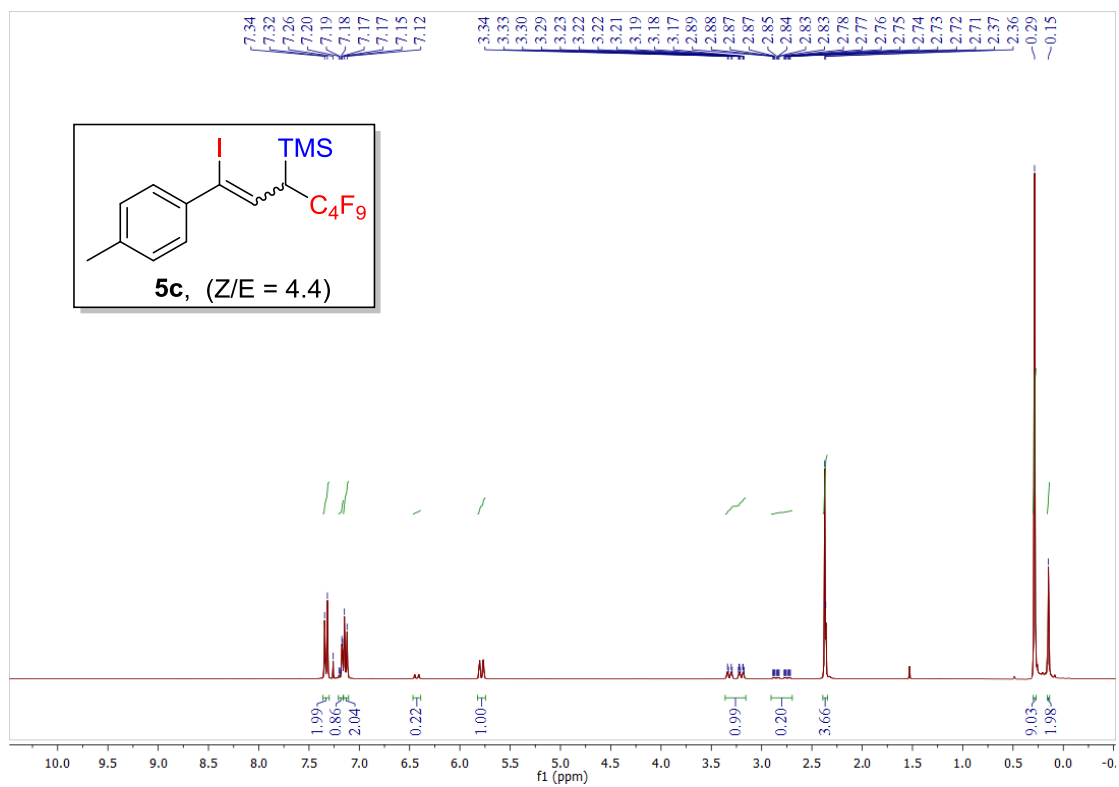 7.34 7.32 7.26 7.20 7.19 7.18 7.17 7.17 7.15 7.12 3.34 3.33 3.30 3.29 3.23 3.22 3.22 3.21 3.19 3.18 3.17 2.89 2.88 2.87 2.87 2.85 2.84 2.83 2.83 2.78 2.77 2.76 2.75 2.74 2.73 2.72 2.71 2.37 2.36 0.29 0.15
I
TMS
C4F9
5c, (Z/E = 4.4)
1.99 0.86 2.04 0.22 1.00 0.99 0.20 3.66 9.03 1.98
10.0 9.5 9.0 8.5 8.0 7.5 7.0 6.5 6.0 5.5 5.0 4.5 4.0 3.5 3.0 2.5 2.0 1.5 1.0 0.5 0.0 -0.
f1 (ppm)